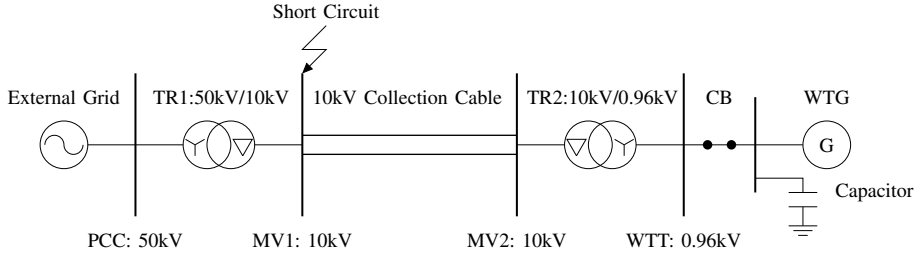 Short Circuit
External Grid
TR1:50kV/10kV
10kV Collection Cable
TR2:10kV/0.96kV
CB
WTG
G
Capacitor
PCC: 50kV
MV1: 10kV
MV2: 10kV
WTT: 0.96kV